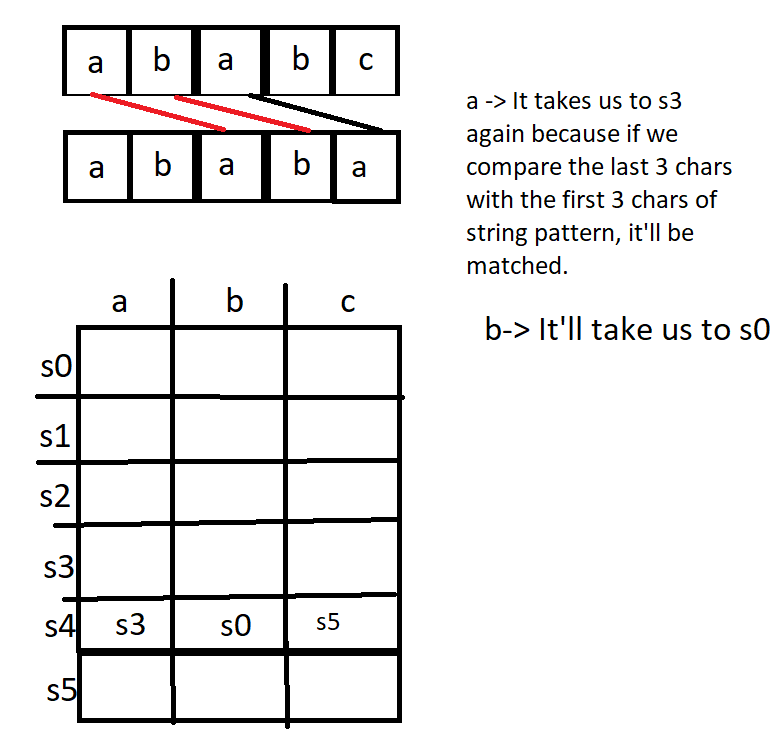 a b a b c
a b a b a
a -> It takes us to s3
again because if we
compare the last 3 chars
with the first 3 chars of
string pattern, it'll be
matched.
b-> It'll take us to s0
a b c
s0
s1
s2
s3
s4 s3 s0 s5
s5